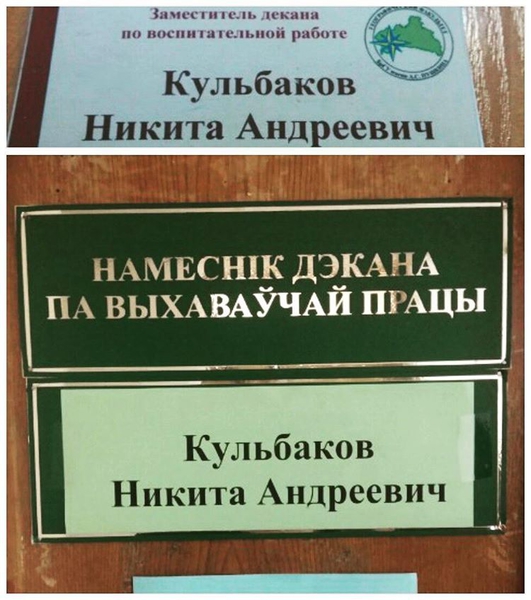 Заместитель декана
по воспитательной работе
Кульбаков
Никита Андреевич
НАМЕСНІК ДЭКАНА
ПА ВЫХАВАЎЧАЙ ПРАЦЫ
Кульбаков
Никита Андреевич